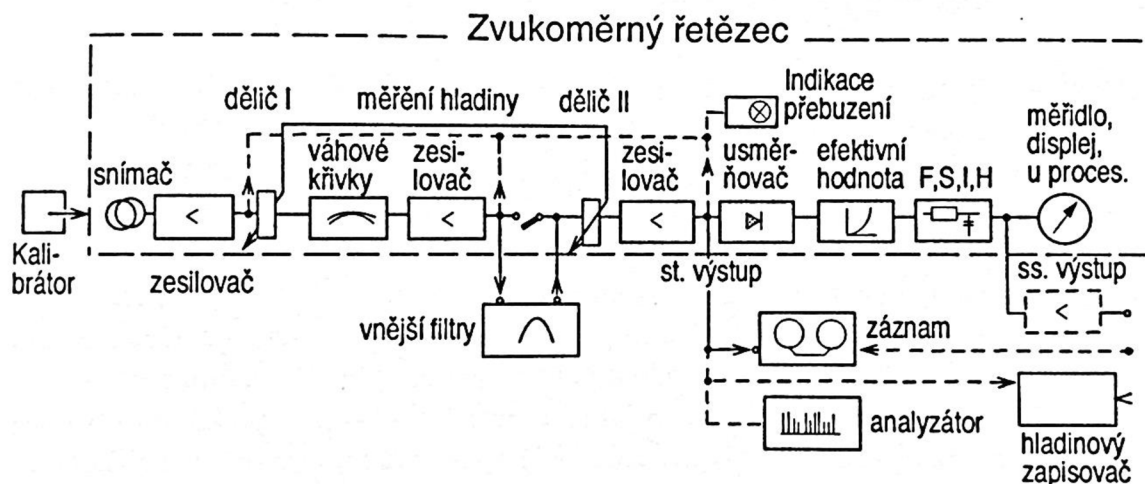 Zvukoměrný řetězec
Indikace
přebuzení
dělič I
měření hladiny
dělič II
měřidlo,
displej,
u proces.
snímač
váhové
křivky
zesi-
lovač
zesi-
lovač
usměr-
ňovač
efektivní
hodnota
F,S,I,H
<
<
<
Kali-
brátor
zesilovač
st. výstup
ss. výstup
<
vnější filtry
záznam
analyzátor
hladinový
zapisovač